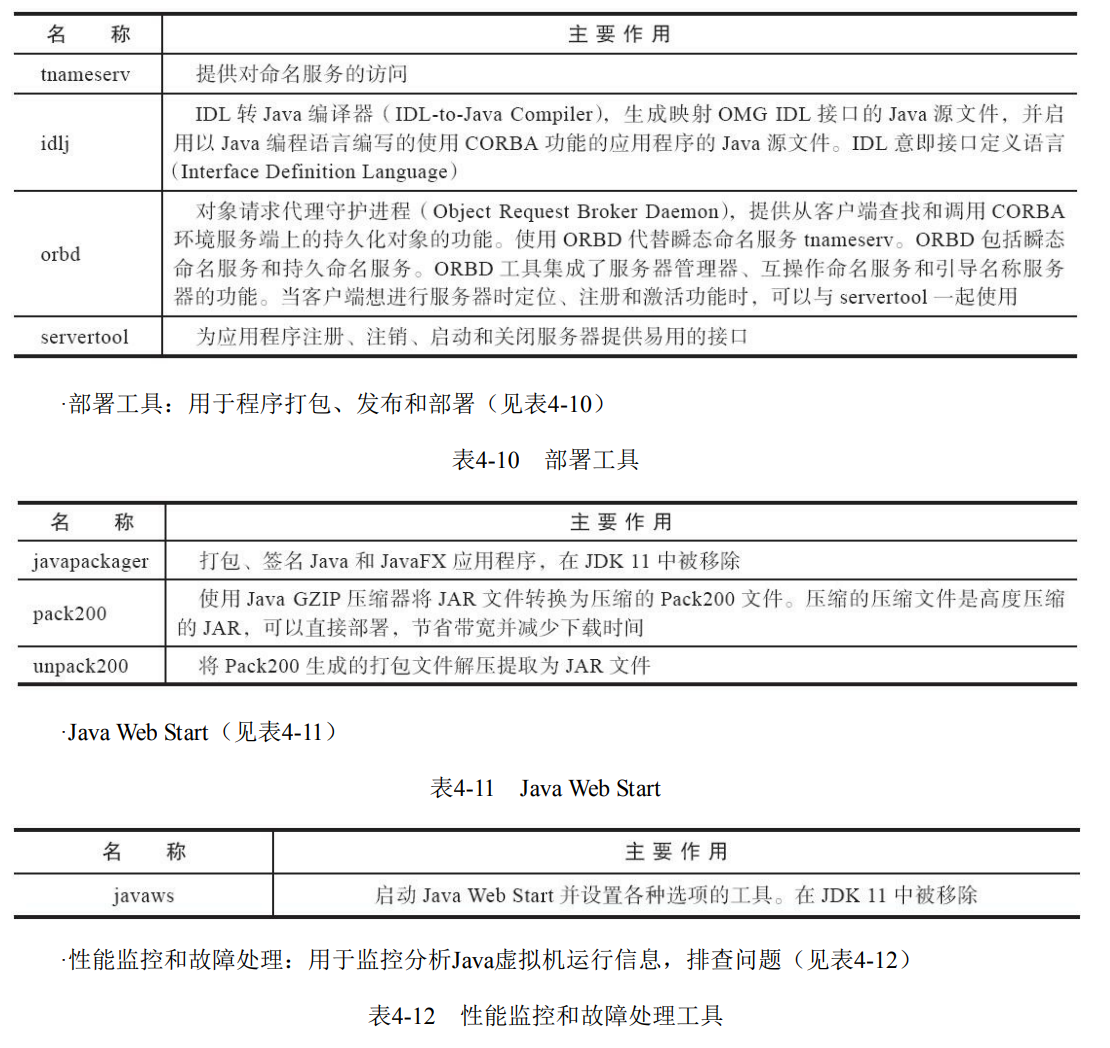 名 称 主 要 作 用
tnameserv 提供对命名服务的访问
IDL 转 Java 编译器（IDL-to-Java Compiler），生成映射 OMG IDL 接口的 Java 源文件，并启
idlj 用以 Java 编程语言编写的使用 CORBA 功能的应用程序的 Java 源文件。IDL 意即接口定义语言
（Interface Definition Language）
对象请求代理守护进程（Object Request Broker Daemon），提供从客户端查找和调用 CORBA
环境服务端上的持久化对象的功能。使用 ORBD 代替瞬态命名服务 tnameserv。ORBD 包括瞬态
orbd 命名服务和持久命名服务。ORBD 工具集成了服务器管理器、互操作命名服务和引导名称服务
器的功能。当客户端想进行服务器时定位、注册和激活功能时，可以与 servertool 一起使用
servertool 为应用程序注册、注销、启动和关闭服务器提供易用的接口
·部署工具：用于程序打包、发布和部署（见表4-10）
表4-10 部署工具
名 称 主 要 作 用
javapackager 打包、签名 Java 和 JavaFX 应用程序，在 JDK 11 中被移除
pack200 使用 Java GZIP 压缩器将 JAR 文件转换为压缩的 Pack200 文件。压缩的压缩文件是高度压缩
的 JAR，可以直接部署，节省带宽并减少下载时间
unpack200 将 Pack200 生成的打包文件解压提取为 JAR 文件
·Java Web Start（见表4-11）
表4-11 Java Web Start
名 称 主 要 作 用
javaws 启动 Java Web Start 并设置各种选项的工具。在 JDK 11 中被移除
·性能监控和故障处理：用于监控分析Java虚拟机运行信息，排查问题（见表4-12）
表4-12 性能监控和故障处理工具